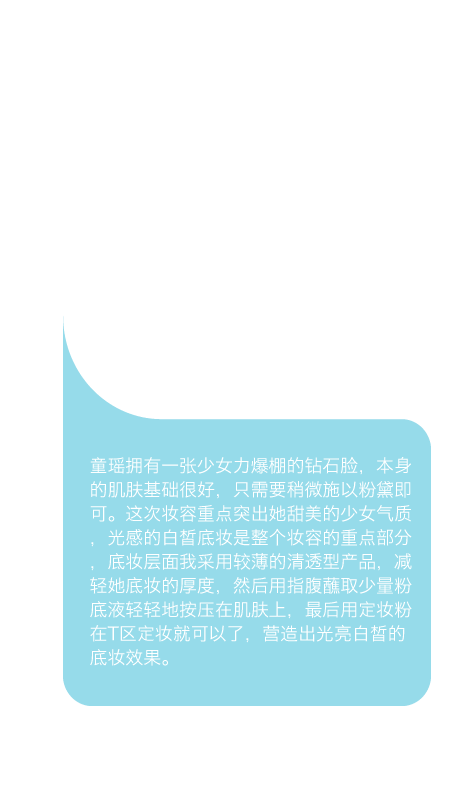 童瑶拥有一张少女力爆棚的钻石脸，本身
的肌肤基础很好，只需要稍微施以粉黛即
可。这次妆容重点突出她甜美的少女气质
，光感的白皙底妆是整个妆容的重点部分
，底妆层面我采用较薄的清透型产品，减
轻她底妆的厚度，然后用指腹蘸取少量粉
底液轻轻地按压在肌肤上，最后用定妆粉
在T区定妆就可以了，营造出光亮白皙的
底妆效果。